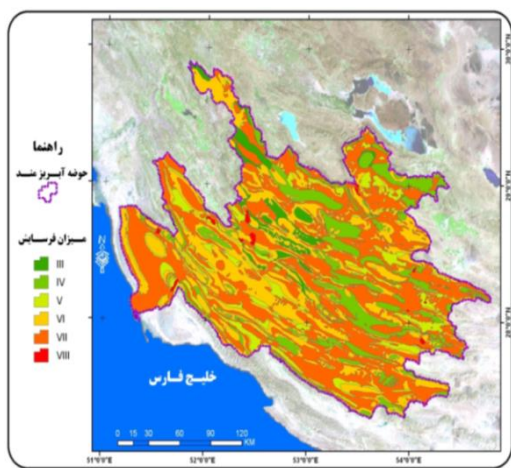 راهنما
حوضه آبریز مند
میزان فرسایش
N
III
IV
V
VI
VII
VIII
خلیج فارس
0 15 30 60 90 120
KM
51°0'0"E 52°0'0"E 53°0'0"E 54°0'0"E